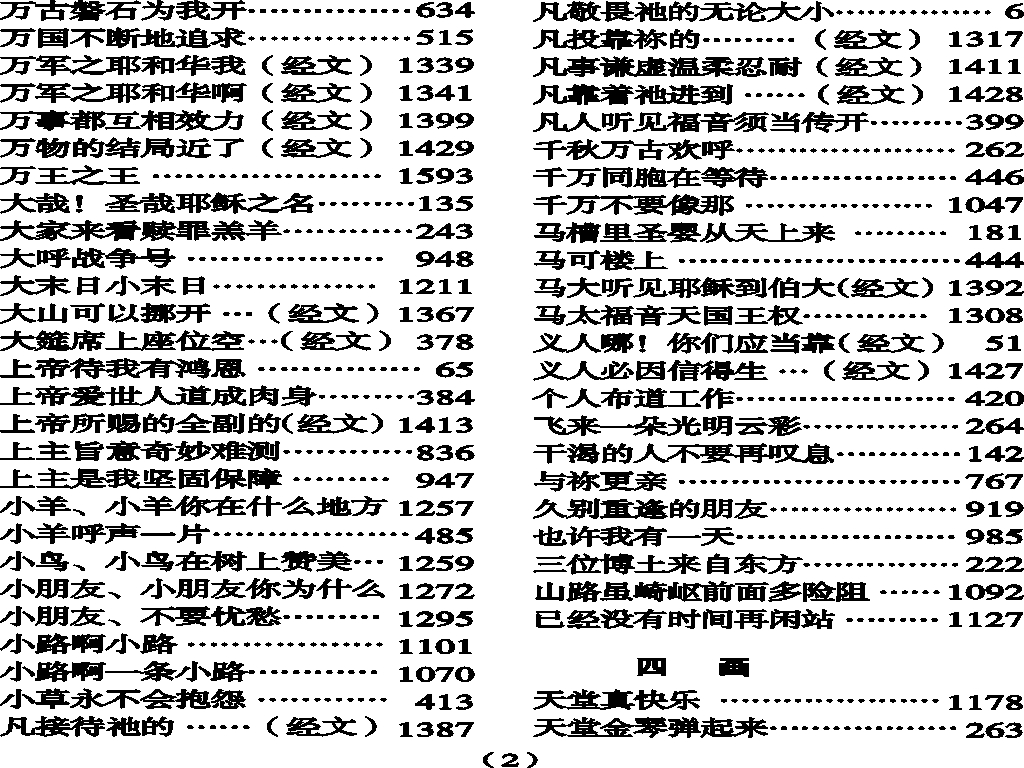 万古磐石为我开……………634
万国不断地追求……………515
万军之耶和华我（经文） 1339
万军之耶和华啊（经文） 1341
万事都互相效力（经文） 1399
万物的结局近了（经文） 1429
万王之王 ………………… 1593
大哉！圣哉耶稣之名………135
大家来看赎罪羔羊…………243
大呼战争号 ……………… 948
大末日小末日…………… 1211
大山可以挪开 …（经文） 1367
大筵席上座位空…（经文） 378
上帝待我有鸿恩 …………… 65
上帝爱世人道成肉身………384
上帝所赐的全副的(经文) 1413
上主旨意奇妙难测…………836
上主是我坚固保障 ……… 947
小羊、小羊你在什么地方 1257
小羊呼声一片………………485
小鸟、小鸟在树上赞美… 1259
小朋友、小朋友你为什么 1272
小朋友、不要忧愁……… 1295
小路啊小路 ……………… 1101
小路啊一条小路………… 1070
小草永不会抱怨 ………… 413
凡接待祂的 ……（经文） 1387
凡敬畏祂的无论大小…………… 6
凡投靠祢的………（经文） 1317
凡事谦虚温柔忍耐（经文） 1411
凡靠着祂进到 ……（经文） 1428
凡人听见福音须当传开………399
千秋万古欢呼………………… 262
千万同胞在等待……………… 446
千万不要像那 ……………… 1047
马槽里圣婴从天上来 ……… 181
马可楼上 ………………………444
马大听见耶稣到伯大(经文) 1392
马太福音天国王权………… 1308
义人哪！你们应当靠(经文) 51
义人必因信得生 …（经文）1427
个人布道工作………………… 420
飞来一朵光明云彩…………… 264
干渴的人不要再叹息…………142
与祢更亲 ………………………767
久别重逢的朋友……………… 919
也许我有一天………………… 985
三位博士来自东方…………… 222
山路虽崎岖前面多险阻 …… 1092
已经没有时间再闲站 ……… 1127
四 画
天堂真快乐 ………………… 1178
天堂金琴弹起来……………… 263
（2）